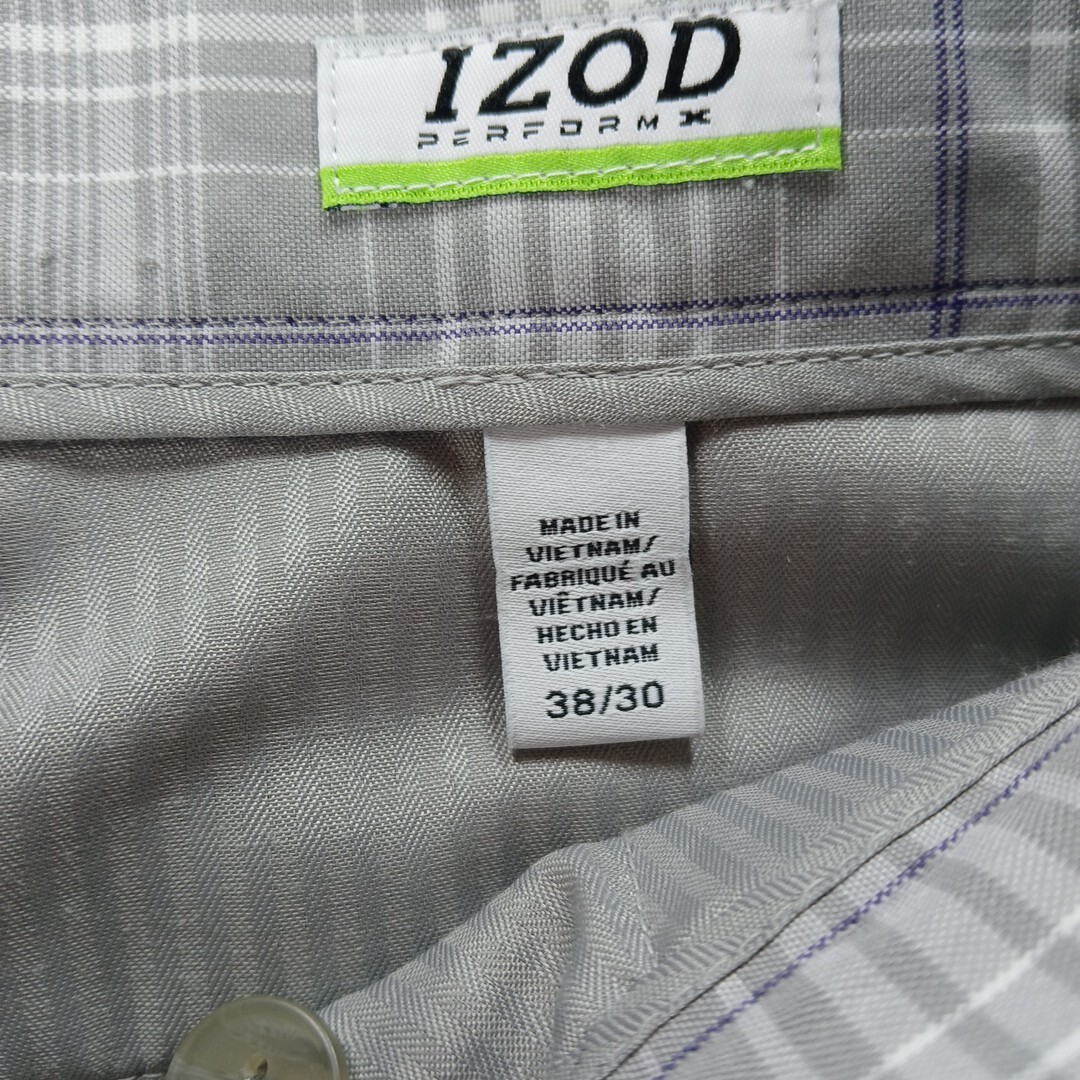 IZOD
PERFORM X
MADE IN
VIETNAM/
FABRIQUÉ AU
VIÊTNAM/
HECHO EN
VIETNAM
38/30